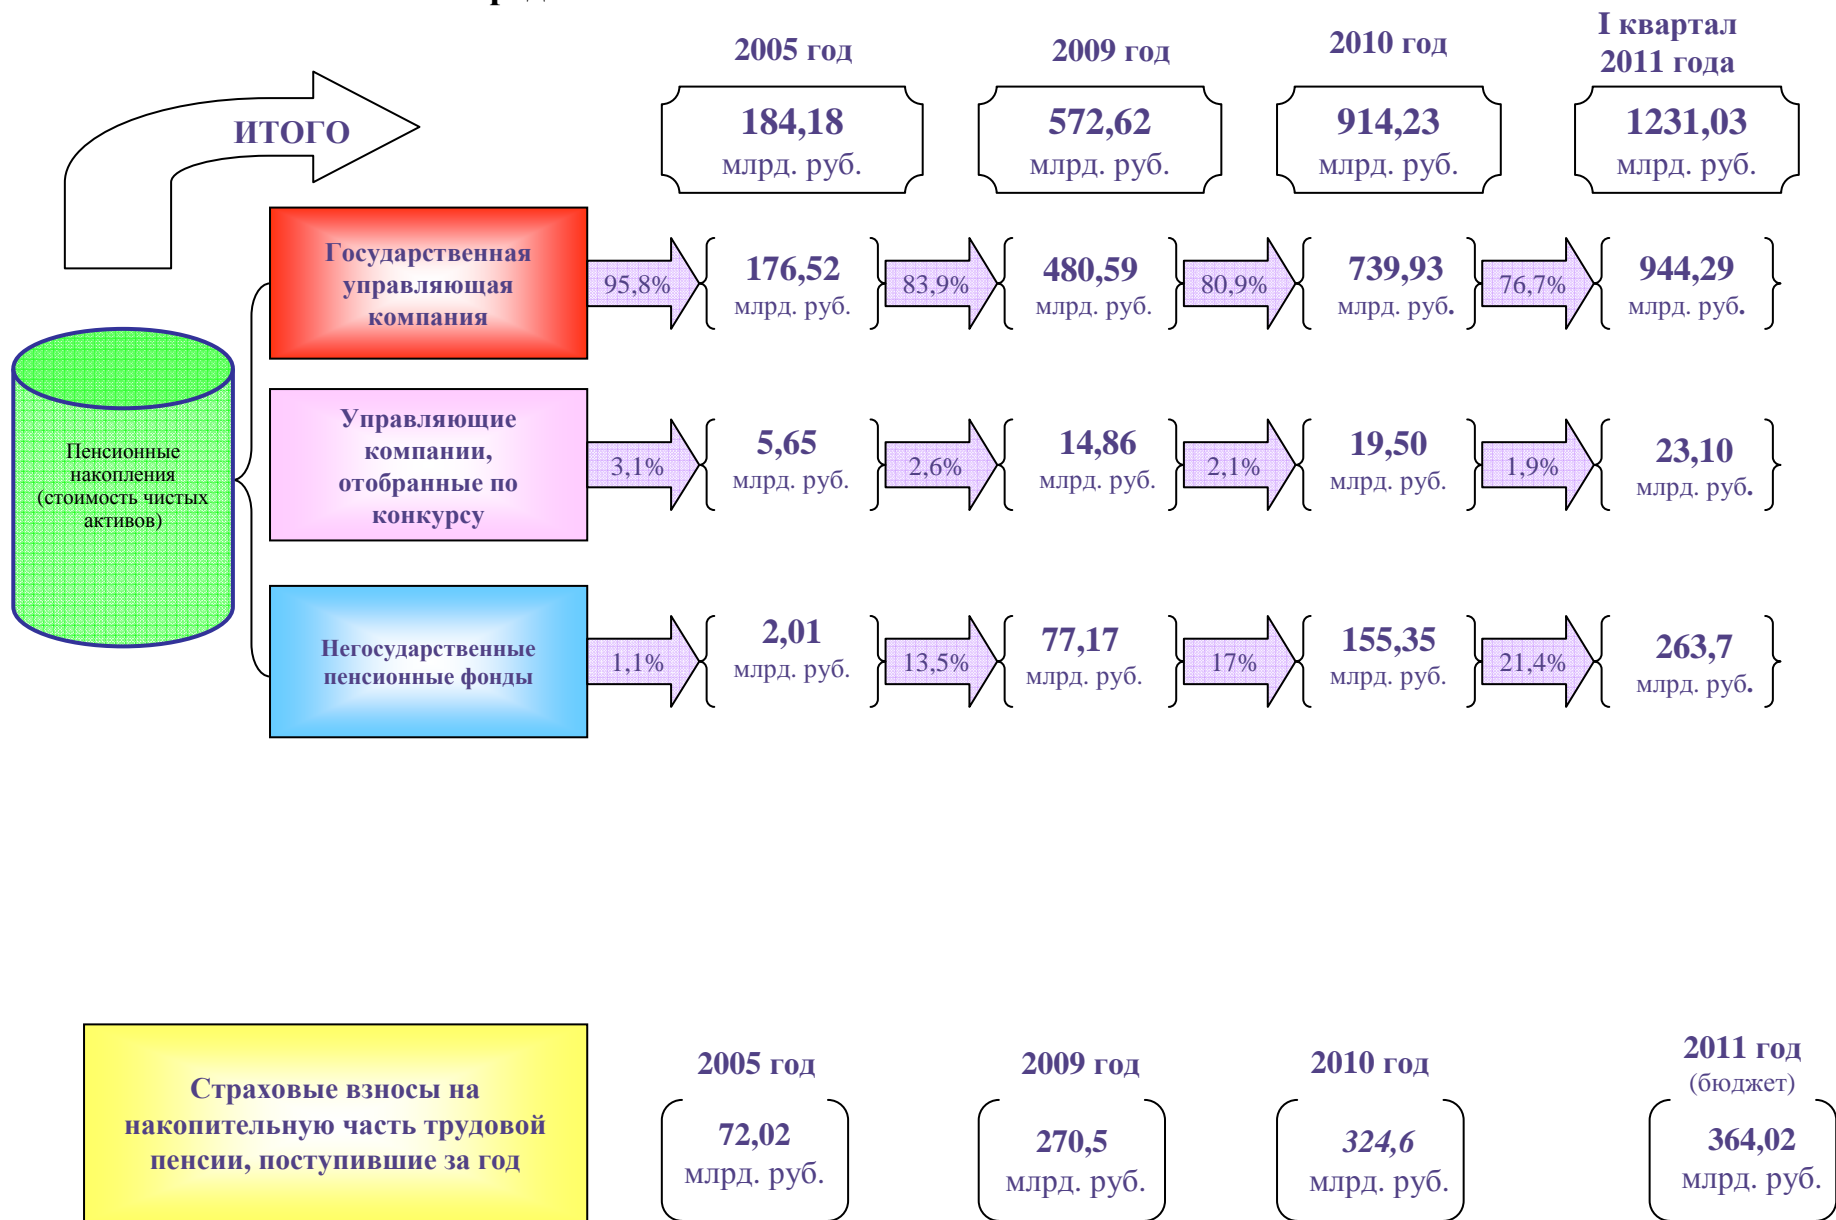 2005 год
2009 год
2010 год
I квартал
2011 года
ИТОГО
184,18
млрд. руб.
572,62
млрд. руб.
914,23
млрд. руб.
1231,03
млрд. руб.
Пенсионные
накопления
(стоимость чистых
активов)
Государственная
управляющая
компания
95,8%
176,52
млрд. руб.
83,9%
480,59
млрд. руб.
80,9%
739,93
млрд. руб.
76,7%
944,29
млрд. руб.
Управляющие
компании,
отобранные по
конкурсу
3,1%
5,65
млрд. руб.
2,6%
14,86
млрд. руб.
2,1%
19,50
млрд. руб.
1,9%
23,10
млрд. руб.
Негосударственные
пенсионные фонды
1,1%
2,01
млрд. руб.
13,5%
77,17
млрд. руб.
17%
155,35
млрд. руб.
21,4%
263,7
млрд. руб.
Страховые взносы на
накопительную часть трудовой
пенсии, поступившие за год
2005 год
72,02
млрд. руб.
2009 год
270,5
млрд. руб.
2010 год
324,6
млрд. руб.
2011 год
(бюджет)
364,02
млрд. руб.